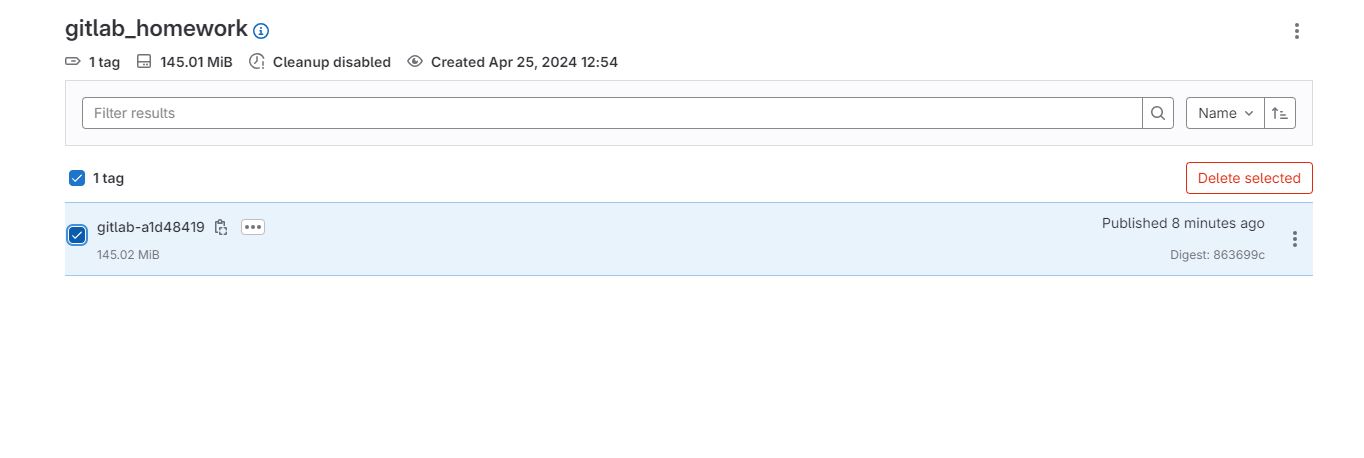 gitlab_homework
1 tag 145.01 MiB Cleanup disabled Created Apr 25, 2024 12:54
Filter results Name
1 tag Delete selected
gitlab-a1d48419 Published 8 minutes ago
145.02 MiB Digest: 863699c